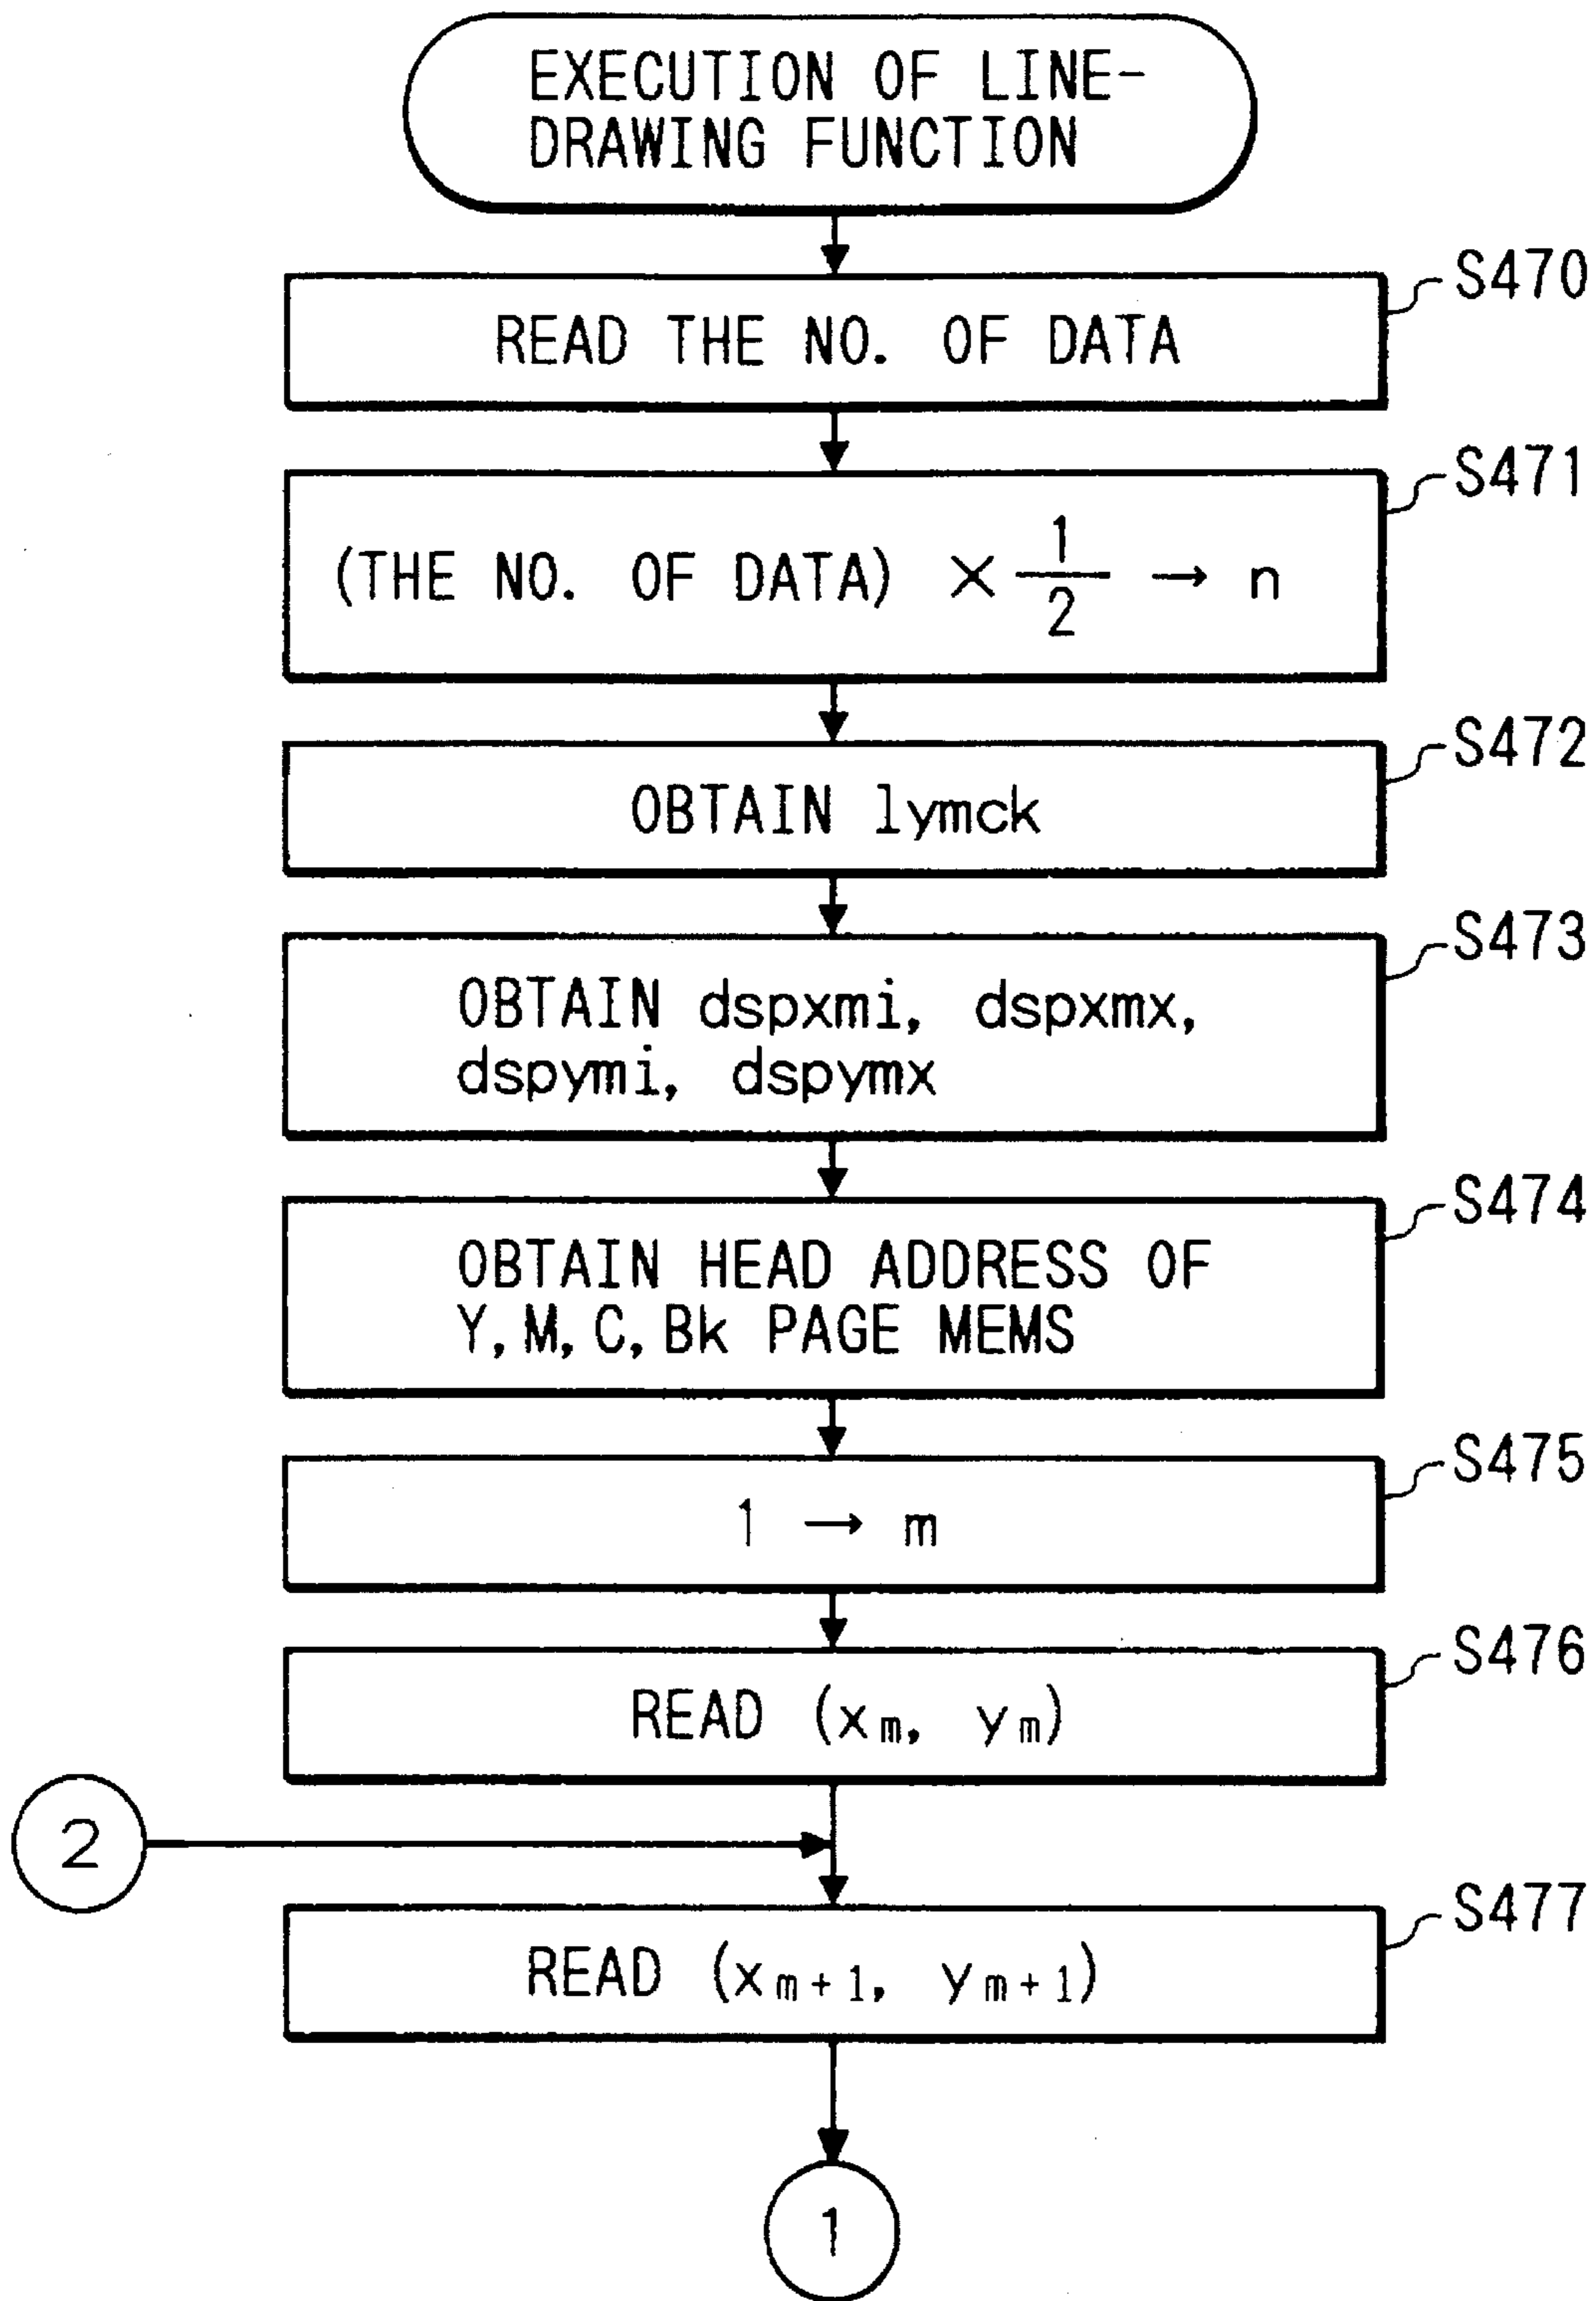 EXECUTION OF LINE-
DRAWING FUNCTION
S470
READ THE NO. OF DATA
S471
(THE NO. OF DATA) × 1/2 → n
S472
OBTAIN lymck
S473
OBTAIN dspxmi, dspxmx,
dspymi, dspymx
S474
OBTAIN HEAD ADDRESS OF
Y, M, C, Bk PAGE MEMS
S475
1 → m
S476
READ (xm, ym)
2
S477
READ (xm+1, ym+1)
1